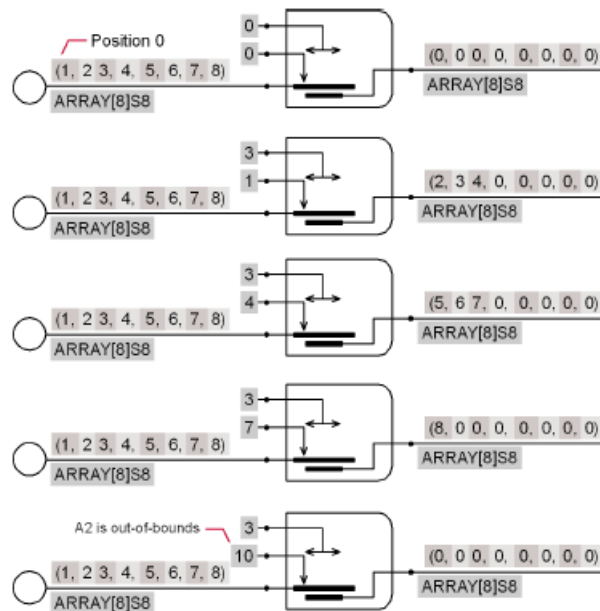 Position 0
0
0
(1, 2 3, 4, 5, 6, 7, 8)
ARRAY[8]S8
(0, 0 0, 0, 0, 0, 0, 0)
ARRAY[8]S8
3
1
(1, 2 3, 4, 5, 6, 7, 8)
ARRAY[8]S8
(2, 3 4, 0, 0, 0, 0, 0)
ARRAY[8]S8
3
4
(1, 2 3, 4, 5, 6, 7, 8)
ARRAY[8]S8
(5, 6 7, 0, 0, 0, 0, 0)
ARRAY[8]S8
3
7
(1, 2 3, 4, 5, 6, 7, 8)
ARRAY[8]S8
(8, 0 0, 0, 0, 0, 0, 0)
ARRAY[8]S8
A2 is out-of-bounds
3
10
(1, 2 3, 4, 5, 6, 7, 8)
ARRAY[8]S8
(0, 0 0, 0, 0, 0, 0, 0)
ARRAY[8]S8